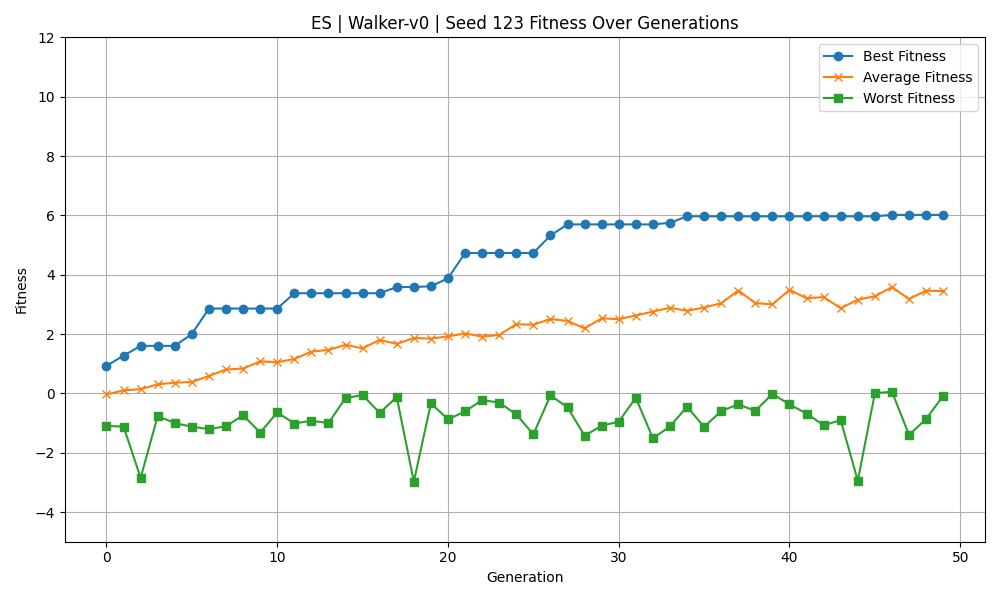 ES | Walker-v0 | Seed 123 Fitness Over Generations
Best Fitness
Average Fitness
Worst Fitness
Fitness
12
10
8
6
4
2
0
−2
−4
0 10 20 30 40 50
Generation